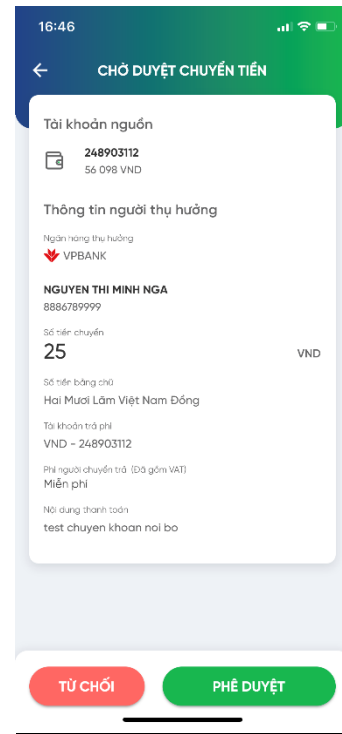 16:46
CHỜ DUYỆT CHUYỂN TIỀN
Tài khoản nguồn
248903112
56 098 VND
Thông tin người thụ hưởng
Ngân hàng thụ hưởng
VPBANK
NGUYEN THI MINH NGA
8886789999
Số tiền chuyển
25 VND
Số tiền bằng chữ
Hai Mươi Lăm Việt Nam Đồng
Tài khoản trả phí
VND - 248903112
Phí người chuyển trả (Đã gồm VAT)
Miễn phí
Nội dung thanh toán
test chuyen khoan noi bo
TỪ CHỐI
PHÊ DUYỆT